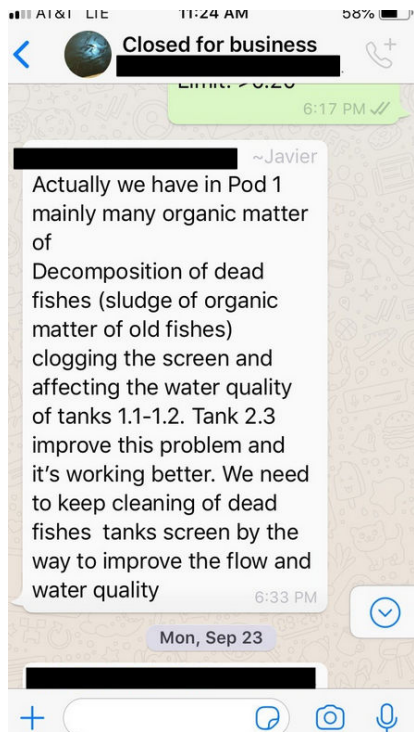 AT&T LTE 11:24 AM 58%
Closed for business
6:17 PM
~Javier
Actually we have in Pod 1
mainly many organic matter
of
Decomposition of dead
fishes (sludge of organic
matter of old fishes)
clogging the screen and
affecting the water quality
of tanks 1.1-1.2. Tank 2.3
improve this problem and
it's working better. We need
to keep cleaning of dead
fishes tanks screen by the
way to improve the flow and
water quality
6:33 PM
Mon, Sep 23